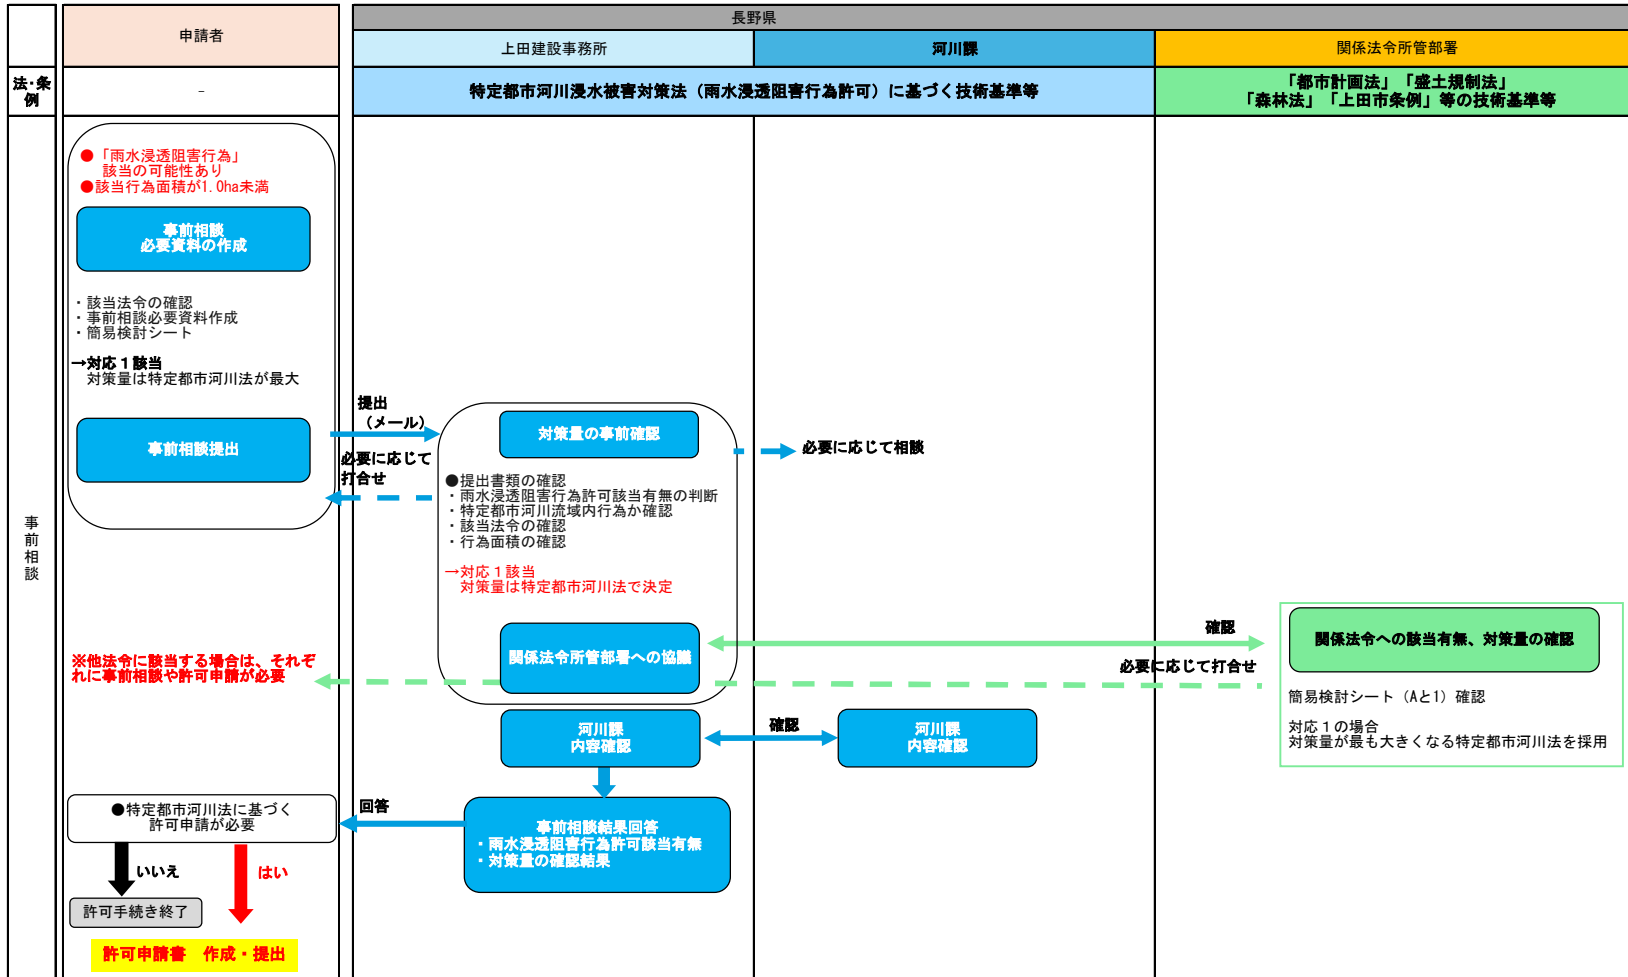 申請者
長野県
上田建設事務所
河川課
関係法令所管部署
法・条
例
-
特定都市河川浸水被害対策法（雨水浸透阻害行為許可）に基づく技術基準等
「都市計画法」「盛土規制法」
「森林法」「上田市条例」等の技術基準等
事前相談
●「雨水浸透阻害行為」
該当の可能性あり
●該当行為面積が1.0ha未満
事前相談
必要資料の作成
・該当法令の確認
・事前相談必要資料作成
・簡易検討シート
→対応１該当
対策量は特定都市河川法が最大
事前相談提出
提出
（メール）
必要に応じて
打合せ
対策量の事前確認
必要に応じて相談
●提出書類の確認
・雨水浸透阻害行為許可該当有無の判断
・特定都市河川流域内行為か確認
・該当法令の確認
・行為面積の確認
→対応１該当
対策量は特定都市河川法で決定
関係法令所管部署への協議
確認
必要に応じて打合せ
関係法令への該当有無、対策量の確認
簡易検討シート（Aと1）確認
対応１の場合
対策量が最も大きくなる特定都市河川法を採用
※他法令に該当する場合は、それぞ
れに事前相談や許可申請が必要
河川課
内容確認
確認
河川課
内容確認
事前相談結果回答
・雨水浸透阻害行為許可該当有無
・対策量の確認結果
回答
●特定都市河川法に基づく
許可申請が必要
いいえ
はい
許可手続き終了
許可申請書　作成・提出